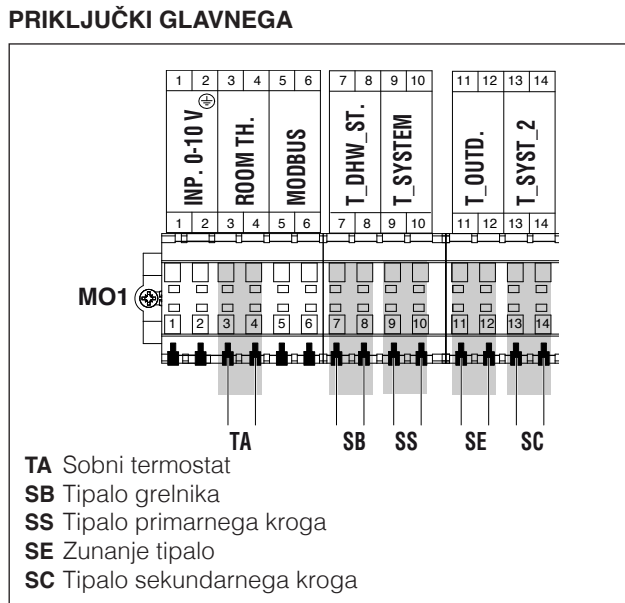 PRIKLJUČKI GLAVNEGA
1 2 3 4 5 6 7 8 9 10 11 12 13 14
INP. 0-10 V
ROOM TH.
MODBUS
T_DHW_ST.
T_SYSTEM
T_OUTD.
T_SYST_2
1 2 3 4 5 6 7 8 9 10 11 12 13 14
MO1
1 2 3 4 5 6 7 8 9 10 11 12 13 14
TA SB SS SE SC
TA Sobni termostat
SB Tipalo grelnika
SS Tipalo primarnega kroga
SE Zunanje tipalo
SC Tipalo sekundarnega kroga